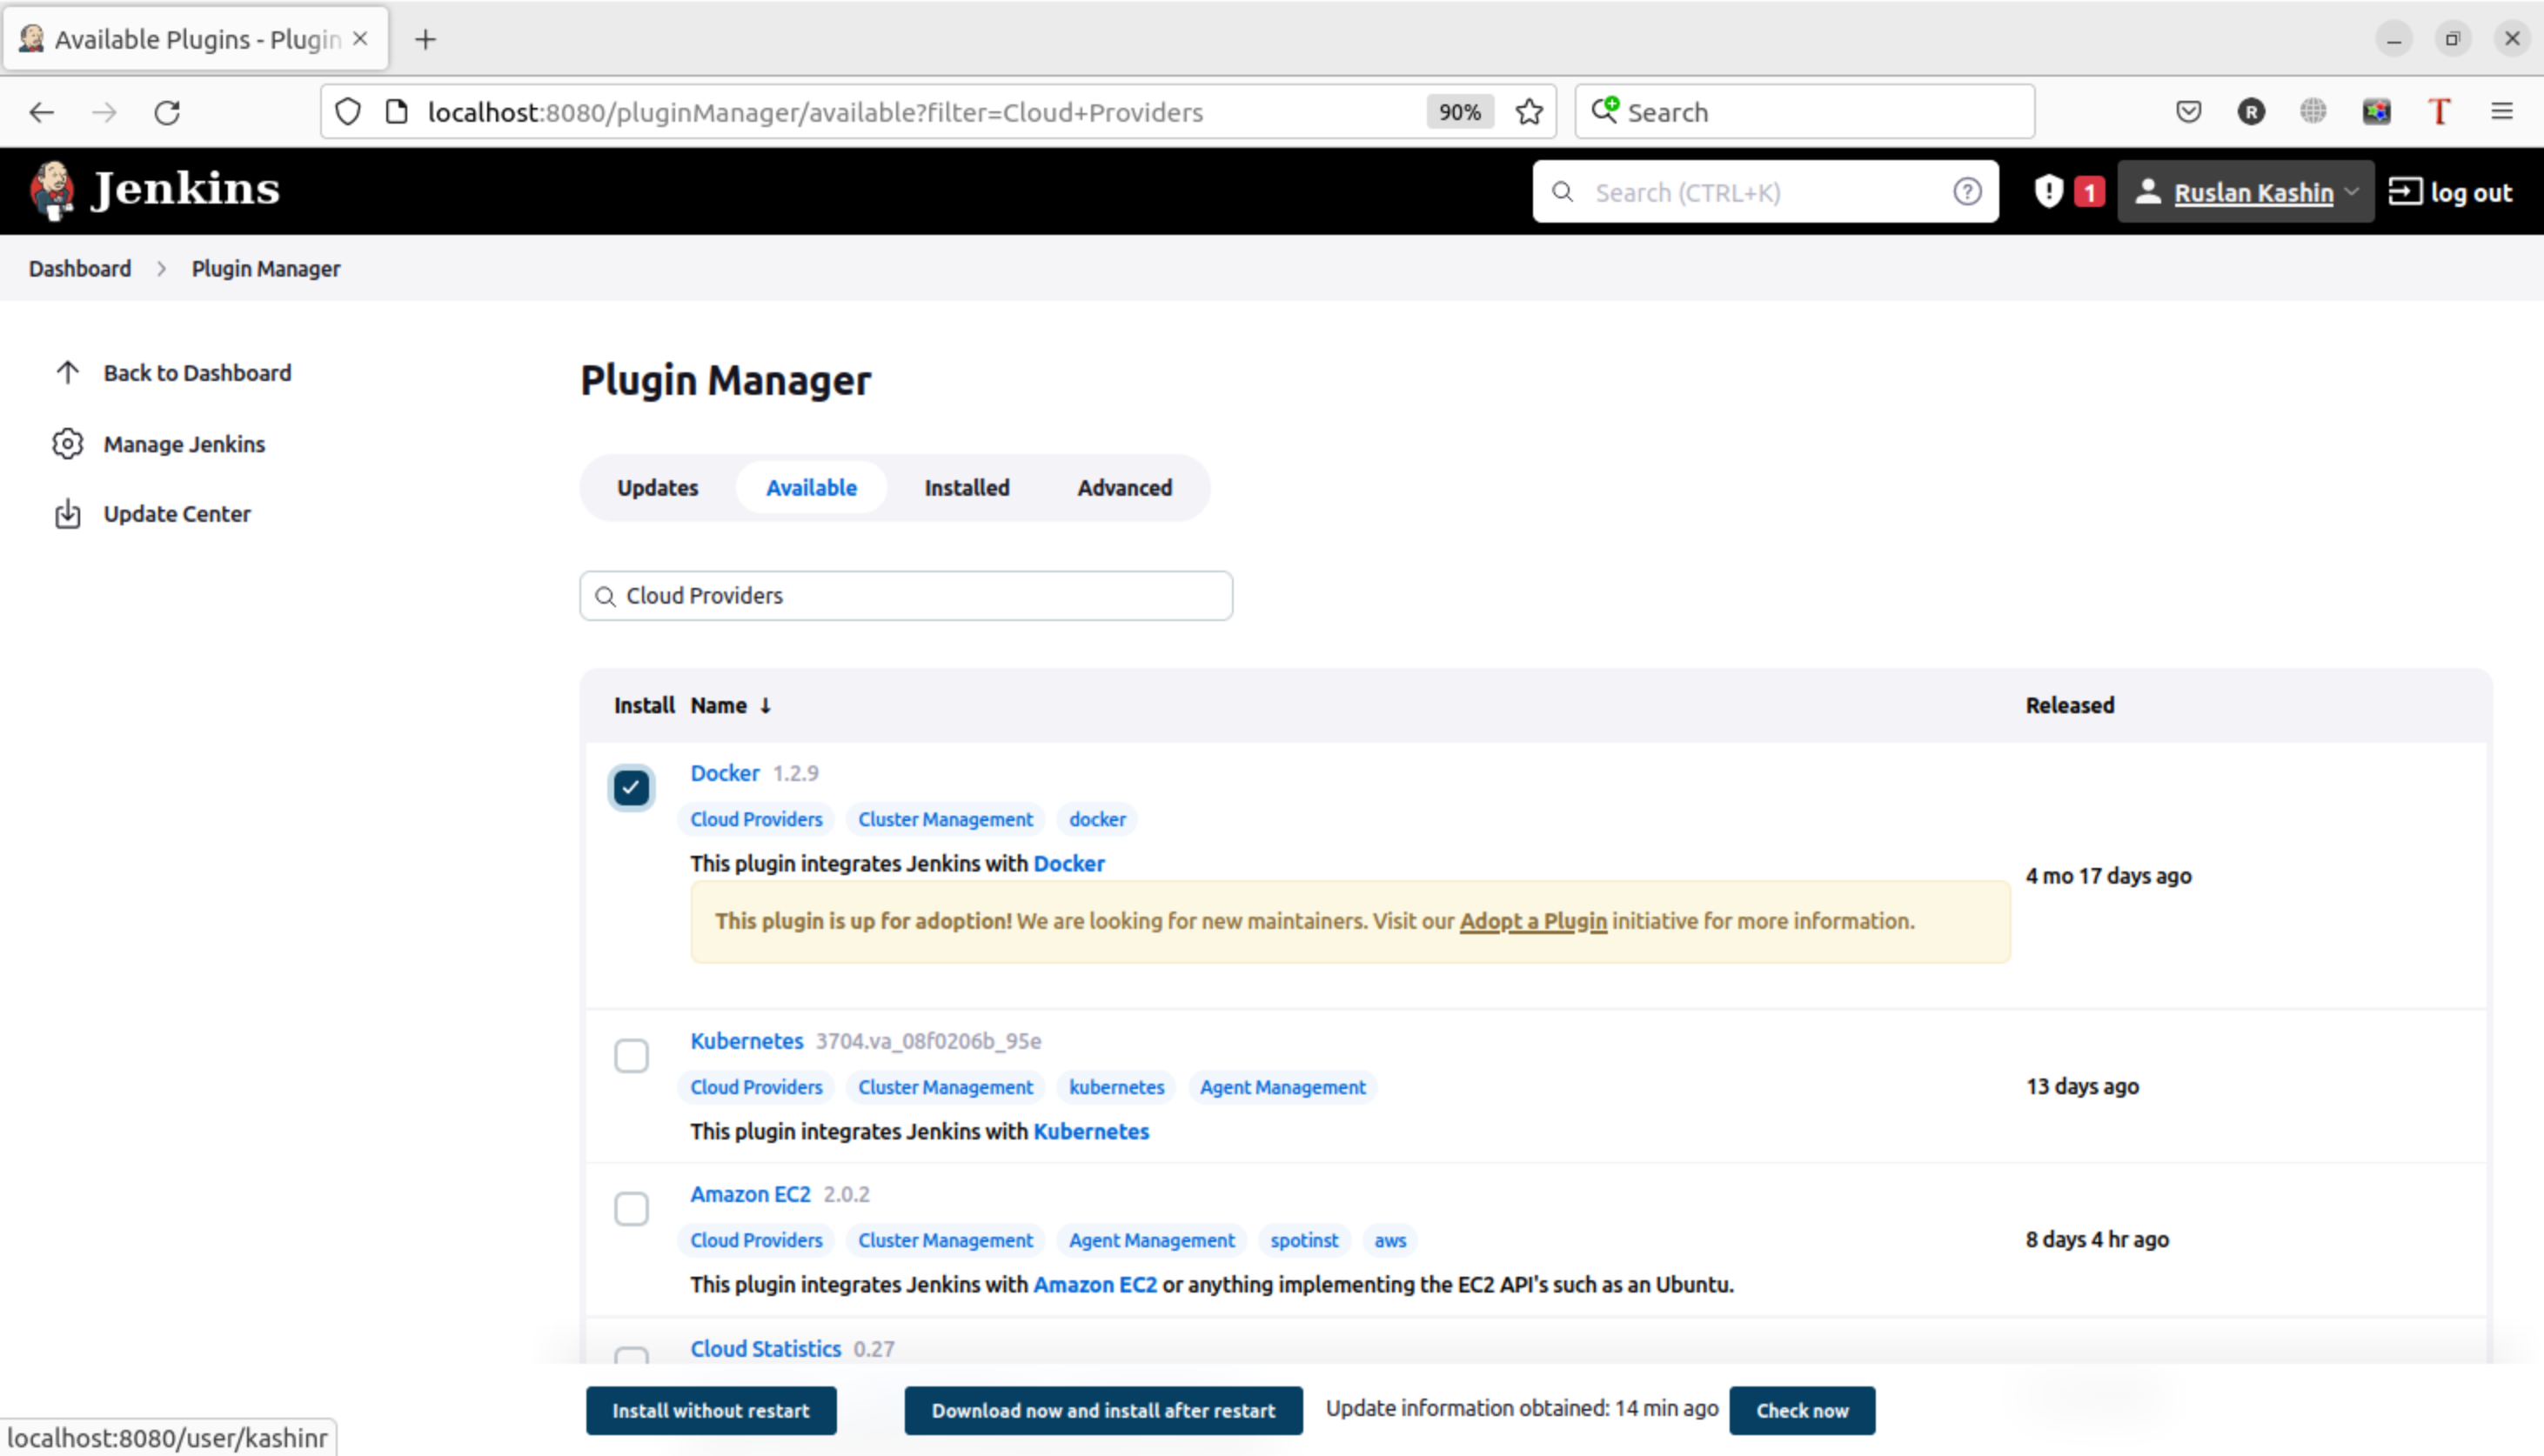 Available Plugins - Plugin
localhost:8080/pluginManager/available?filter=Cloud+Providers
90%
Search
R
T
Jenkins
Search (CTRL+K)
1
Ruslan Kashin
log out
Dashboard
Plugin Manager
Back to Dashboard
Manage Jenkins
Update Center
Plugin Manager
Updates
Available
Installed
Advanced
Cloud Providers
Install
Name ↓
Released
Docker 1.2.9
Cloud Providers
Cluster Management
docker
This plugin integrates Jenkins with Docker
This plugin is up for adoption! We are looking for new maintainers. Visit our Adopt a Plugin initiative for more information.
4 mo 17 days ago
Kubernetes 3704.va_08f0206b_95e
Cloud Providers
Cluster Management
kubernetes
Agent Management
This plugin integrates Jenkins with Kubernetes
13 days ago
Amazon EC2 2.0.2
Cloud Providers
Cluster Management
Agent Management
spotinst
aws
This plugin integrates Jenkins with Amazon EC2 or anything implementing the EC2 API's such as an Ubuntu.
8 days 4 hr ago
Cloud Statistics 0.27
Install without restart
Download now and install after restart
Update information obtained: 14 min ago
Check now
localhost:8080/user/kashinr